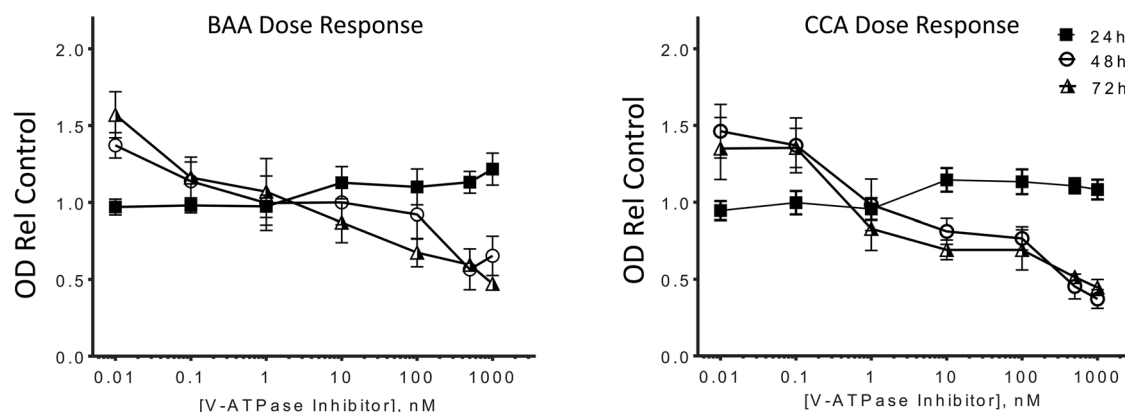 BAA Dose Response
OD Rel Control
2.0
1.5
1.0
0.5
0.0
0.01 0.1 1 10 100 1000
[V-ATPase Inhibitor], nM
CCA Dose Response
24h
48h
72h
OD Rel Control
2.0
1.5
1.0
0.5
0.0
0.01 0.1 1 10 100 1000
[V-ATPase Inhibitor], nM